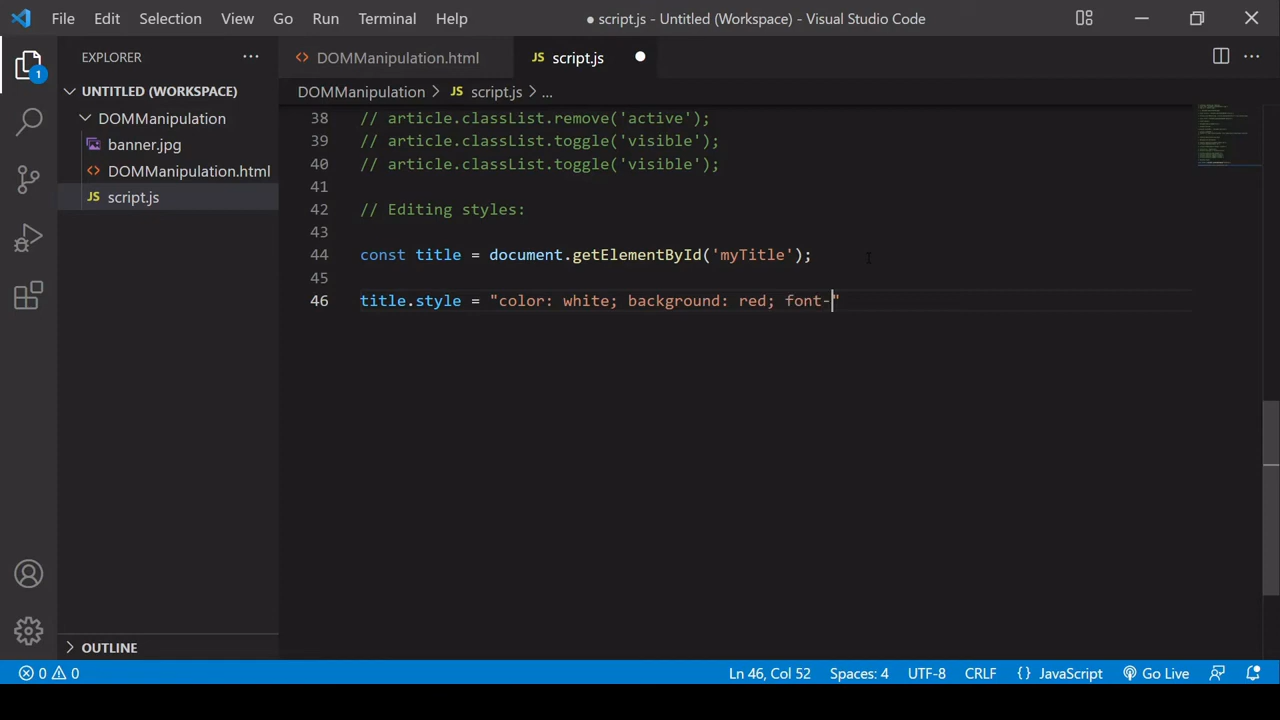 File Edit Selection View Go Run Terminal Help ● script.js - Untitled (Workspace) - Visual Studio Code
EXPLORER ···
DOMManipulation.html
JS script.js ●
1
UNTITLED (WORKSPACE)
DOMManipulation
banner.jpg
DOMManipulation.html
JS script.js
DOMManipulation > JS script.js > ...
38 // article.classList.remove('active');
39 // article.classList.toggle('visible');
40 // article.classList.toggle('visible');
41
42 // Editing styles:
43
44 const title = document.getElementById('myTitle');
45
46 title.style = "color: white; background: red; font-"
OUTLINE
0 0 Ln 46, Col 52 Spaces: 4 UTF-8 CRLF {} JavaScript Go Live